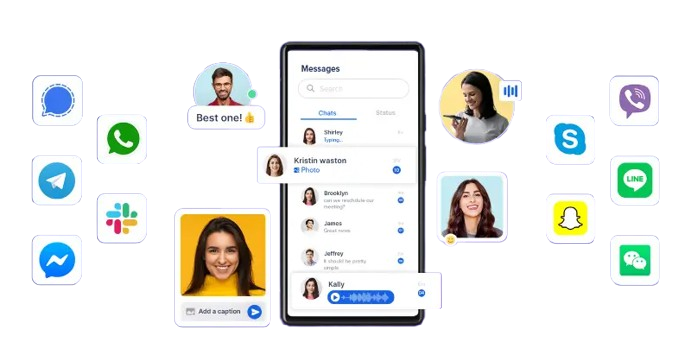 Messages
Search
Chats
Status
Best one! 👍
Shirley
Kristin waston
Photo
Brooklyn
can we reschedule our
meeting?
James
Great news
Jeffrey
It should be pretty
simple
Kally
Add a caption
S
LINE